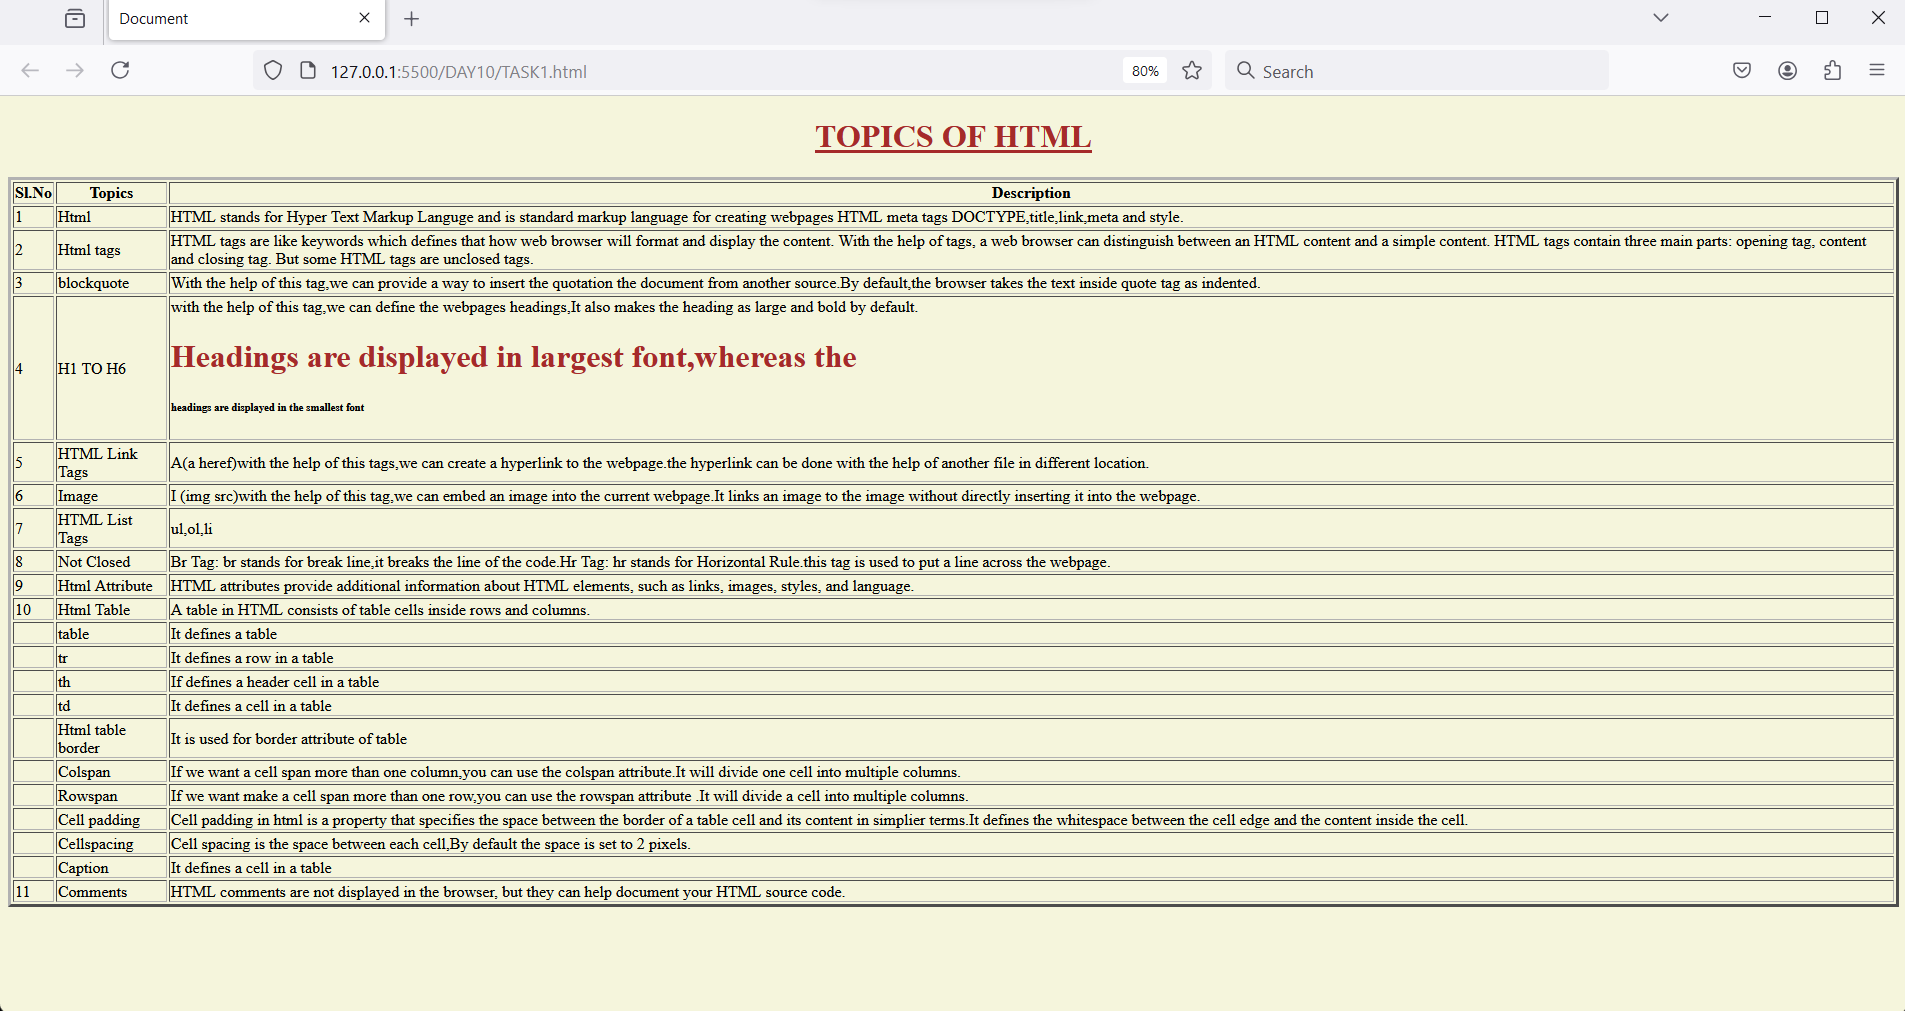 Document
127.0.0.1:5500/DAY10/TASK1.html
80%
Search
TOPICS OF HTML
Sl.No Topics Description
1 Html HTML stands for Hyper Text Markup Languge and is standard markup language for creating webpages HTML meta tags DOCTYPE,title,link,meta and style.
2 Html tags HTML tags are like keywords which defines that how web browser will format and display the content. With the help of tags, a web browser can distinguish between an HTML content and a simple content. HTML tags contain three main parts: opening tag, content
and closing tag. But some HTML tags are unclosed tags.
3 blockquote With the help of this tag,we can provide a way to insert the quotation the document from another source.By default,the browser takes the text inside quote tag as indented.
4 H1 TO H6 with the help of this tag,we can define the webpages headings,It also makes the heading as large and bold by default.
Headings are displayed in largest font,whereas the
headings are displayed in the smallest font
5 HTML Link
Tags
A(a heref)with the help of this tags,we can create a hyperlink to the webpage.the hyperlink can be done with the help of another file in different location.
6 Image I (img src)with the help of this tag,we can embed an image into the current webpage.It links an image to the image without directly inserting it into the webpage.
7 HTML List
Tags
ul,ol,li
8 Not Closed Br Tag: br stands for break line,it breaks the line of the code.Hr Tag: hr stands for Horizontal Rule.this tag is used to put a line across the webpage.
9 Html Attribute HTML attributes provide additional information about HTML elements, such as links, images, styles, and language.
10 Html Table A table in HTML consists of table cells inside rows and columns.
table It defines a table
tr It defines a row in a table
th If defines a header cell in a table
td It defines a cell in a table
Html table
border
It is used for border attribute of table
Colspan If we want a cell span more than one column,you can use the colspan attribute.It will divide one cell into multiple columns.
Rowspan If we want make a cell span more than one row,you can use the rowspan attribute .It will divide a cell into multiple columns.
Cell padding Cell padding in html is a property that specifies the space between the border of a table cell and its content in simplier terms.It defines the whitespace between the cell edge and the content inside the cell.
Cellspacing Cell spacing is the space between each cell,By default the space is set to 2 pixels.
Caption It defines a cell in a table
11 Comments HTML comments are not displayed in the browser, but they can help document your HTML source code.